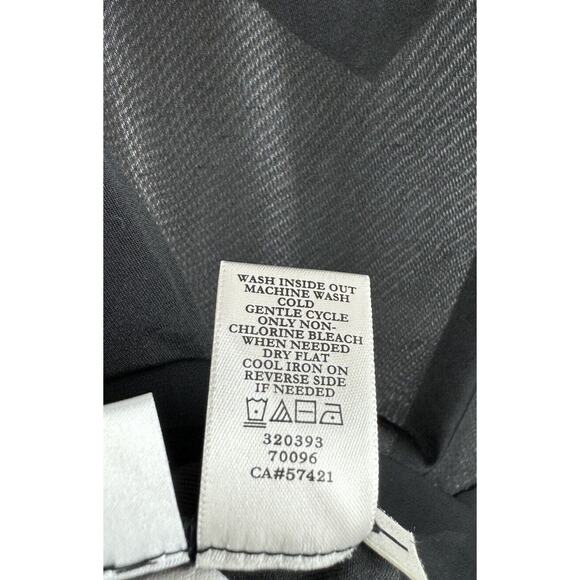 WASH INSIDE OUT
MACHINE WASH
COLD
GENTLE CYCLE
ONLY NON-
CHLORINE BLEACH
WHEN NEEDED
DRY FLAT
COOL IRON ON
REVERSE SIDE
IF NEEDED
320393
70096
CA#57421